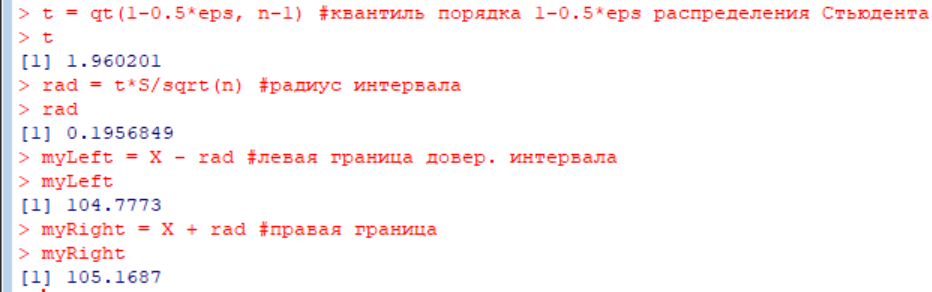 > t = qt(1-0.5*eps, n-1) #квантиль порядка 1-0.5*eps распределения Стьюдента
> t
[1] 1.960201
> rad = t*S/sqrt(n) #радиус интервала
> rad
[1] 0.1956849
> myLeft = X - rad #левая граница довер. интервала
> myLeft
[1] 104.7773
> myRight = X + rad #правая граница
> myRight
[1] 105.1687